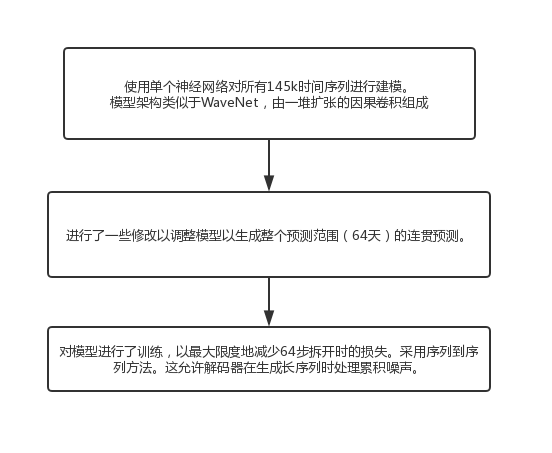 使用单个神经网络对所有145k时间序列进行建模。
模型架构类似于WaveNet，由一堆扩张的因果卷积组成
进行了一些修改以调整模型以生成整个预测范围（64天）的连贯预测。
对模型进行了训练，以最大限度地减少64步拆开时的损失。采用序列到序
列方法。这允许解码器在生成长序列时处理累积噪声。